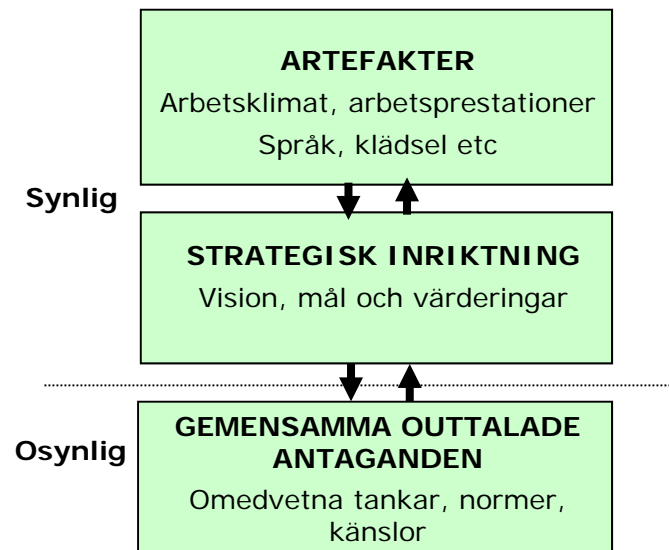 ARTEFAKTER
Arbetsklimat, arbetsprestationer
Språk, klädsel etc
Synlig
STRATEGISK INRIKTNING
Vision, mål och värderingar
Osynlig
GEMENSAMMA OUTTALADE
ANTAGANDEN
Omedvetna tankar, normer,
känslor